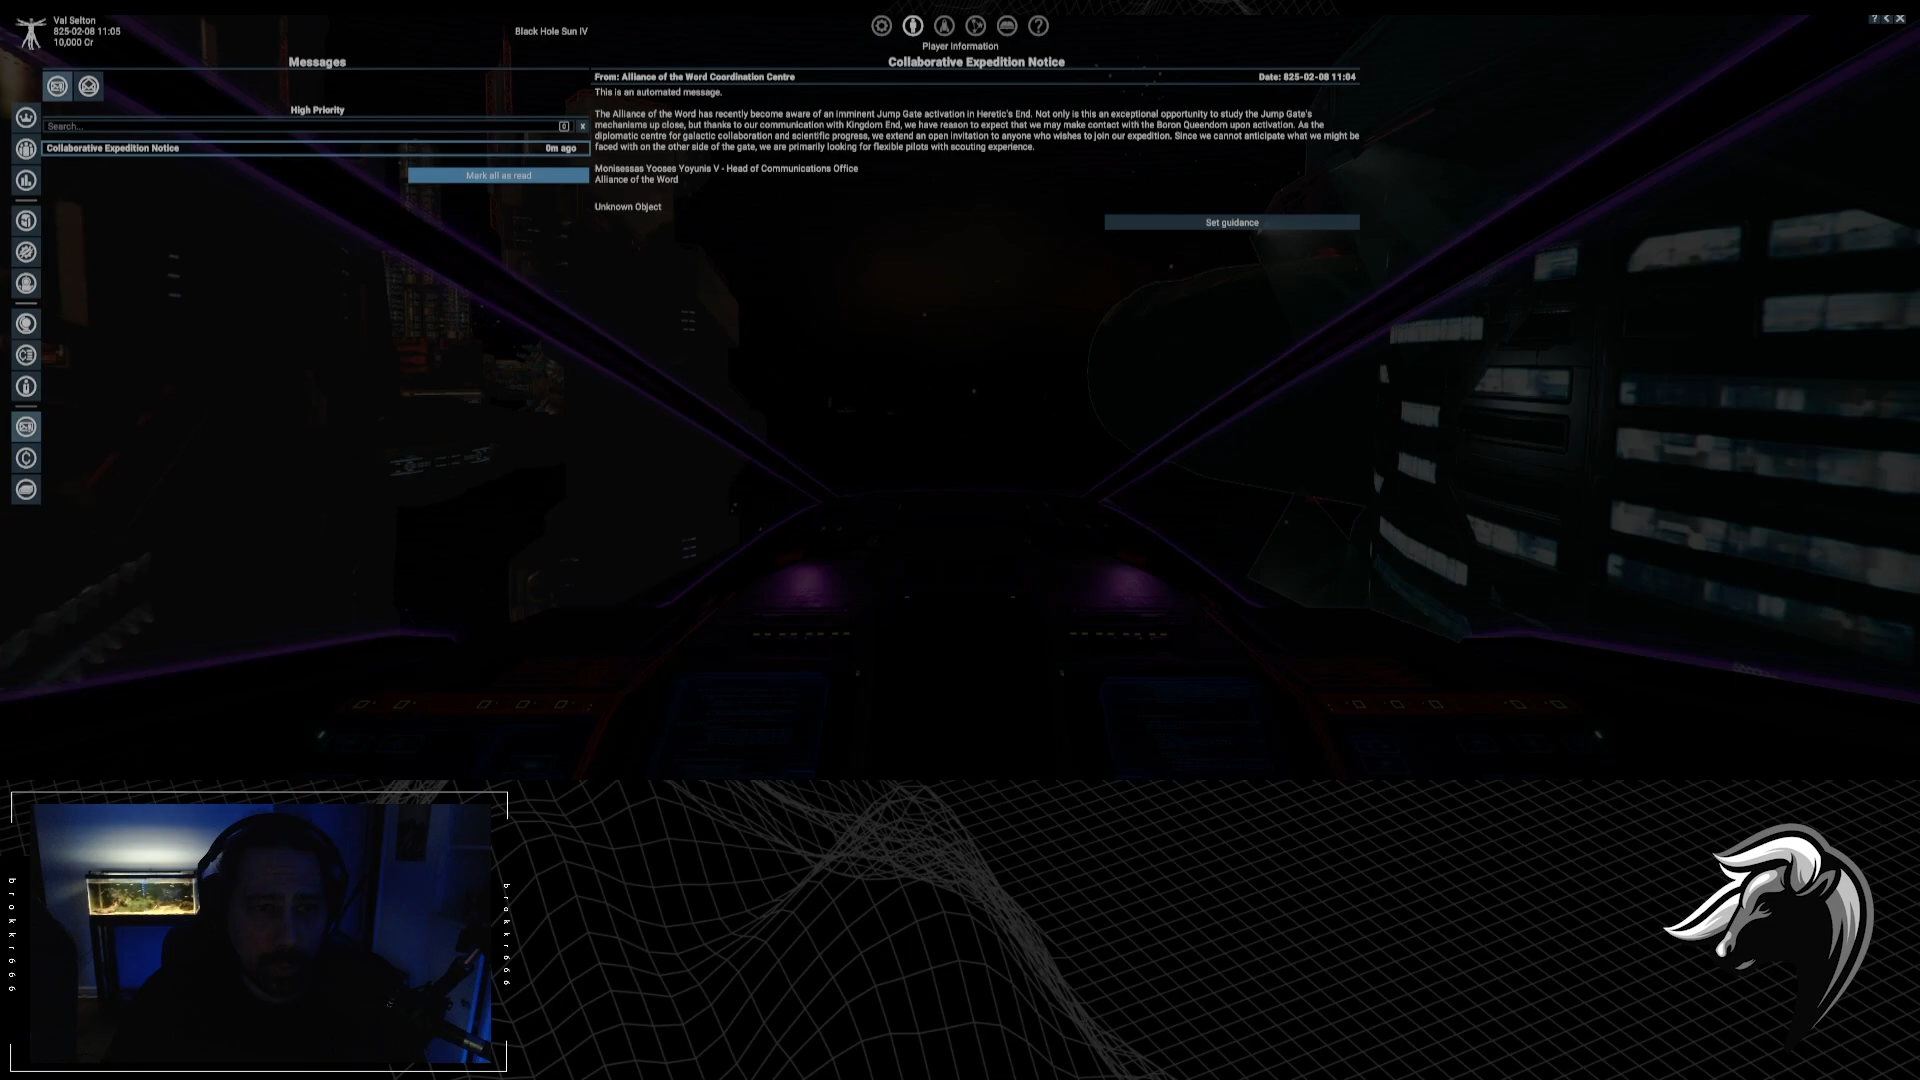 Val Selton
825-02-08 11:05
10,000 Cr
Black Hole Sun IV
Player Information
Messages
High Priority
Search...
Collaborative Expedition Notice 0m ago
Mark all as read
Collaborative Expedition Notice
From: Alliance of the Word Coordination Centre Date: 825-02-08 11:04
This is an automated message.
The Alliance of the Word has recently become aware of an imminent Jump Gate activation in Heretic's End. Not only is this an exceptional opportunity to study the Jump Gate's
mechanisms up close, but thanks to our communication with Kingdom End, we have reason to expect that we may make contact with the Boron Queendom upon activation. As the
diplomatic centre for galactic collaboration and scientific progress, we extend an open invitation to anyone who wishes to join our expedition. Since we cannot anticipate what we might be
faced with on the other side of the gate, we are primarily looking for flexible pilots with scouting experience.
Monisessas Yooses Yoyunis V - Head of Communications Office
Alliance of the Word
Unknown Object
Set guidance
brokkr666
brokkr666